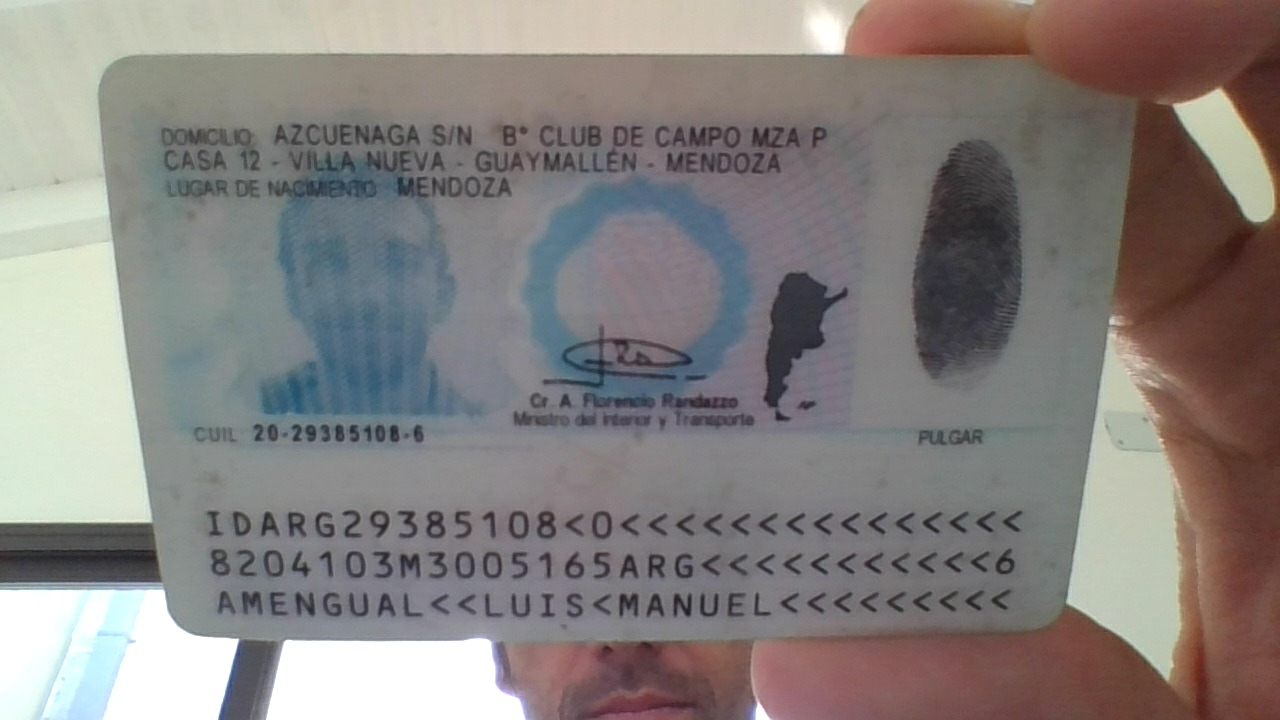 DOMICILIO: AZCUENAGA S/N B° CLUB DE CAMPO MZA P
CASA 12 - VILLA NUEVA - GUAYMALLÉN - MENDOZA
LUGAR DE NACIMIENTO: MENDOZA
Cr. A. Florencio Randazzo
Ministro del Interior y Transporte
CUIL: 20-29385108-6
PULGAR
IDARG29385108<0<<<<<<<<<<<<<<<
8204103M3005165ARG<<<<<<<<<<<6
AMENGUAL<<LUIS<MANUEL<<<<<<<<<